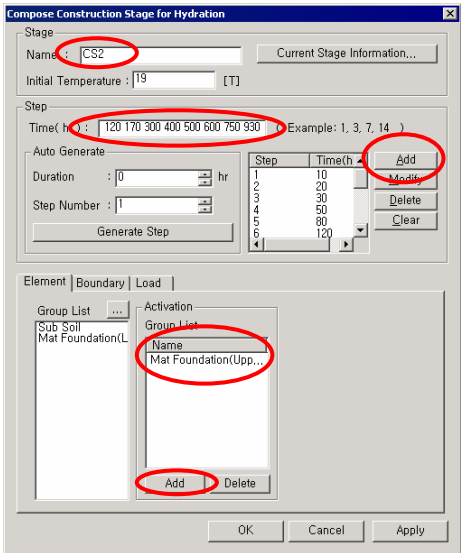 Compose Construction Stage for Hydration
Stage
Name : CS2
Current Stage Information...
Initial Temperature : 19 [T]
Step
Time( hr ) : 120 170 300 400 500 600 750 930 ( Example: 1, 3, 7, 14 )
Auto Generate
Duration : 0 hr
Step Number : 1
Generate Step
Step Time(h
1 10
2 20
3 30
4 50
5 80
6 120
Add
Modify
Delete
Clear
Element Boundary Load
Group List ...
Sub Soil
Mat Foundation(L
Activation
Group List
Name
Mat Foundation(Upp...
Add Delete
OK Cancel Apply